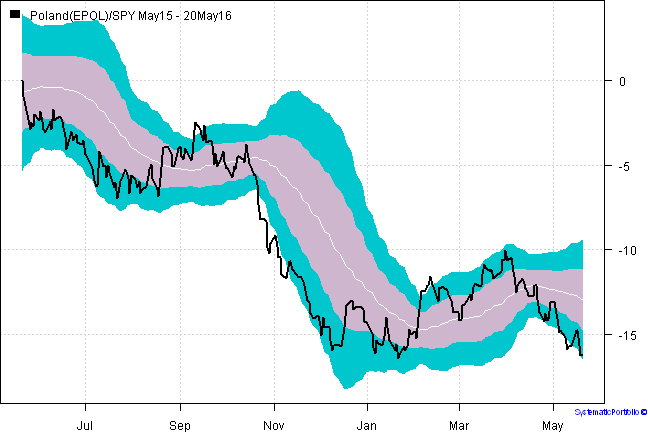 Poland(EPOL)/SPY May15 - 20May16
0
-5
-10
-15
Jul Sep Nov Jan Mar May
SystematicPortfolio ©